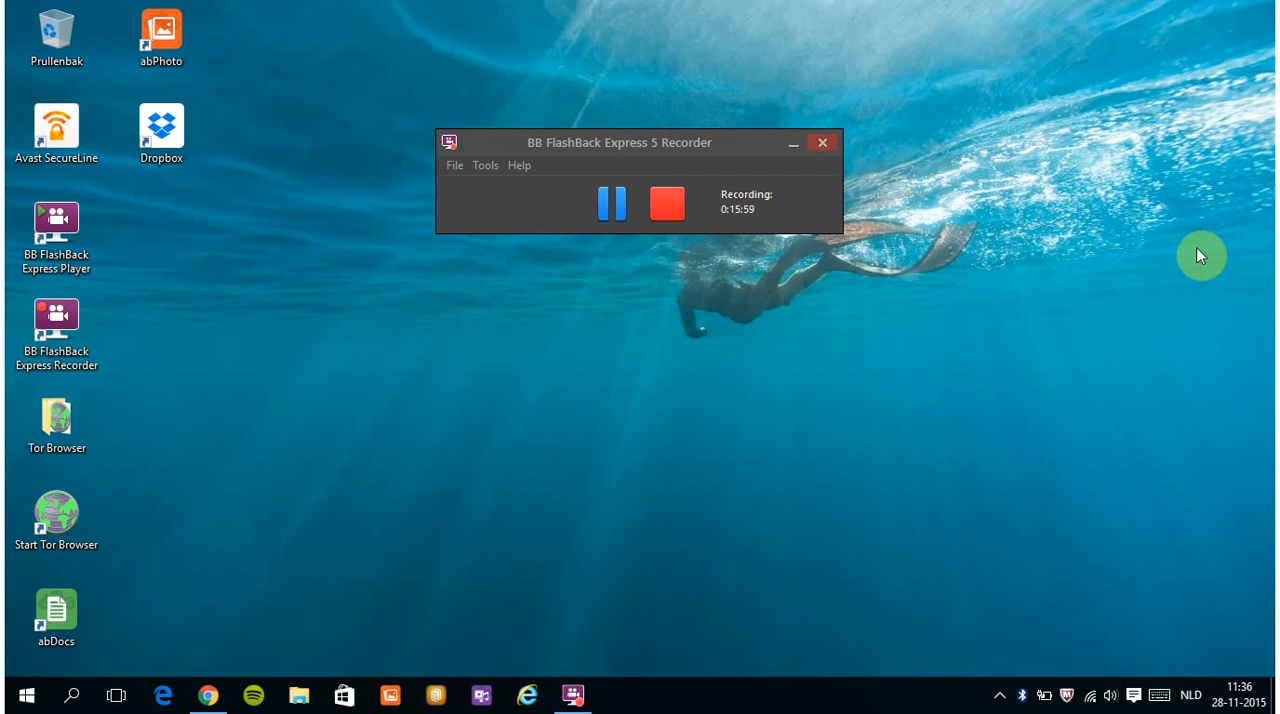 Prullenbak
abPhoto
Avast SecureLine
Dropbox
BB FlashBack
Express Player
BB FlashBack
Express Recorder
Tor Browser
Start Tor Browser
abDocs
BB FlashBack Express 5 Recorder
File Tools Help
Recording:
0:15:59
NLD
11:36
28-11-2015